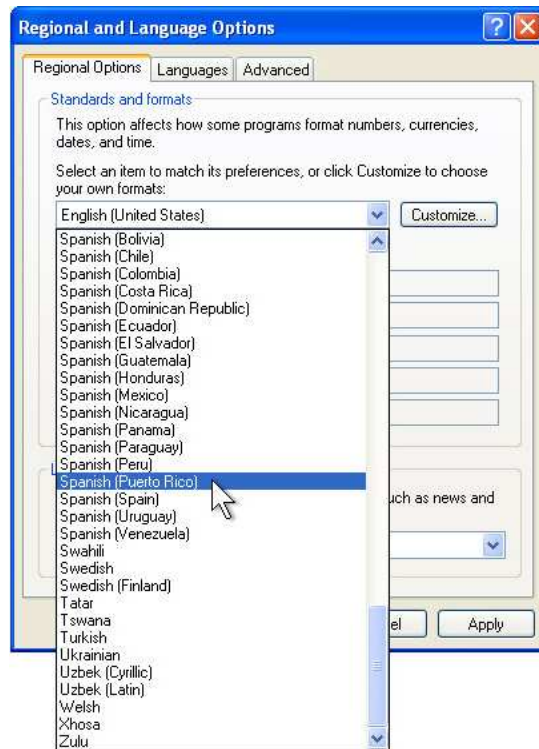 Regional and Language Options
Regional Options Languages Advanced
Standards and formats
This option affects how some programs format numbers, currencies,
dates, and time.
Select an item to match its preferences, or click Customize to choose
your own formats:
English (United States) Customize...
Spanish (Bolivia)
Spanish (Chile)
Spanish (Colombia)
Spanish (Costa Rica)
Spanish (Dominican Republic)
Spanish (Ecuador)
Spanish (El Salvador)
Spanish (Guatemala)
Spanish (Honduras)
Spanish (Mexico)
Spanish (Nicaragua)
Spanish (Panama)
Spanish (Paraguay)
Spanish (Peru)
Spanish (Puerto Rico)
Spanish (Spain) such as news and
Spanish (Uruguay)
Spanish (Venezuela)
Swahili
Swedish
Swedish (Finland)
Tatar
Tswana
Turkish el Apply
Ukrainian
Uzbek (Cyrillic)
Uzbek (Latin)
Welsh
Xhosa
Zulu